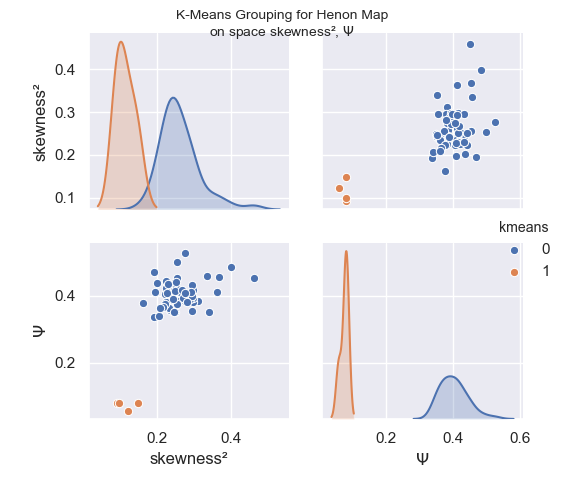 K-Means Grouping for Henon Map
on space skewness², Ψ
skewness²
0.4
0.3
0.2
0.1
kmeans
0
1
Ψ
0.4
0.2
0.2 0.4
0.2 0.4 0.6
skewness²
Ψ